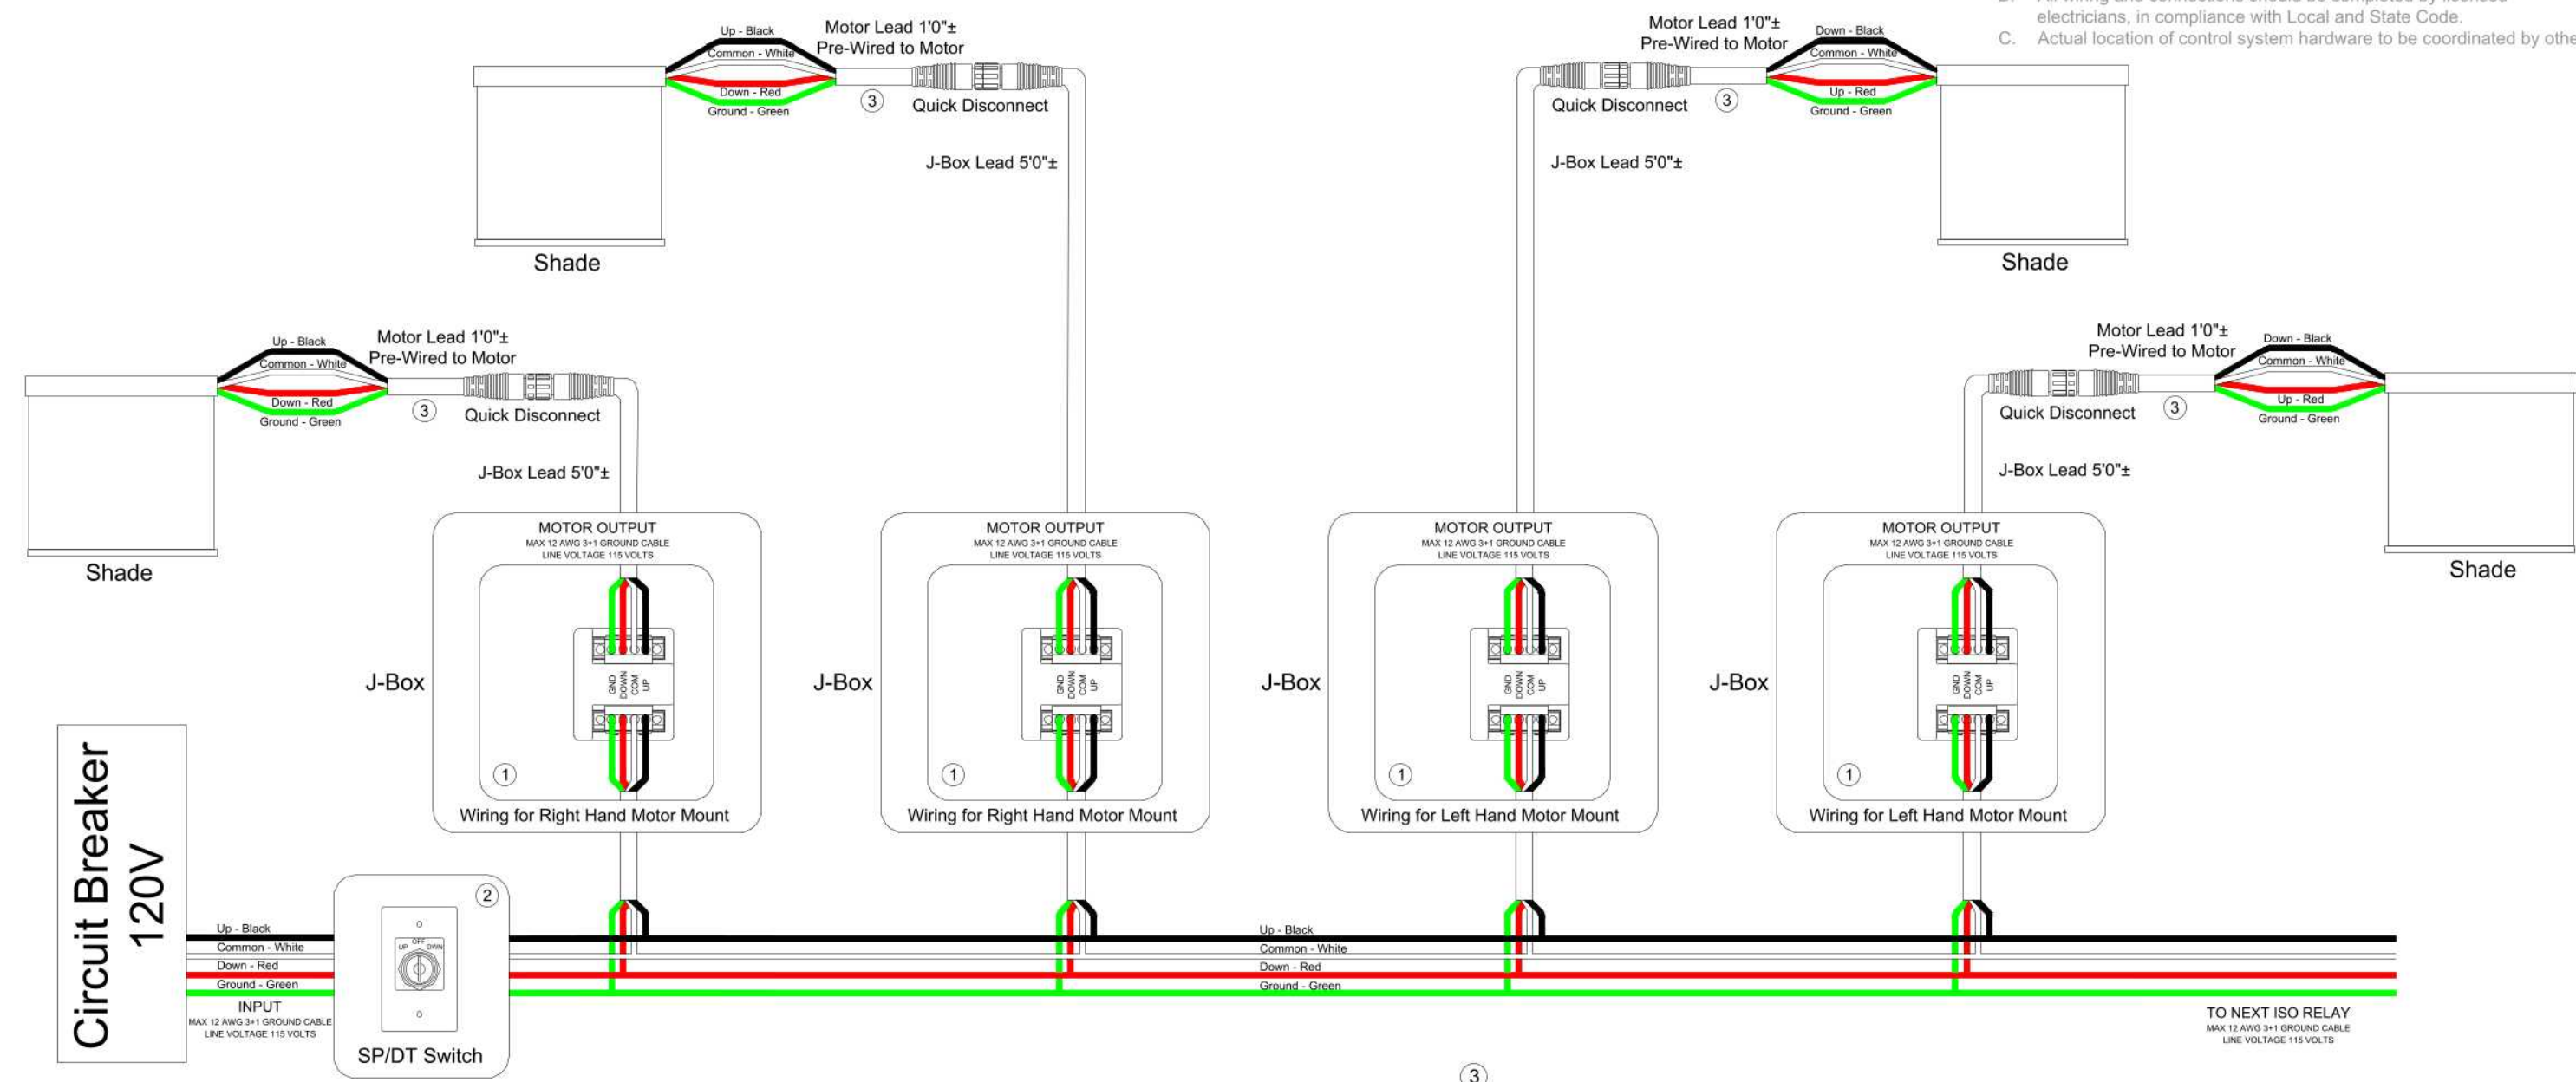 electricians, in compliance with Local and State Code.
C. Actual location of control system hardware to be coordinated by othe
Motor Lead 1'0"±
Pre-Wired to Motor
Up - Black
Common - White
Down - Red
Ground - Green
3
Quick Disconnect
J-Box Lead 5'0"±
Shade
Motor Lead 1'0"±
Pre-Wired to Motor
Down - Black
Common - White
Up - Red
Ground - Green
3
Quick Disconnect
J-Box Lead 5'0"±
Shade
Motor Lead 1'0"±
Pre-Wired to Motor
Up - Black
Common - White
Down - Red
Ground - Green
3
Quick Disconnect
J-Box Lead 5'0"±
Shade
Motor Lead 1'0"±
Pre-Wired to Motor
Down - Black
Common - White
Up - Red
Ground - Green
3
Quick Disconnect
J-Box Lead 5'0"±
Shade
MOTOR OUTPUT
MAX 12 AWG 3+1 GROUND CABLE
LINE VOLTAGE 115 VOLTS
GND
DOWN
COM
UP
J-Box
1
Wiring for Right Hand Motor Mount
MOTOR OUTPUT
MAX 12 AWG 3+1 GROUND CABLE
LINE VOLTAGE 115 VOLTS
GND
DOWN
COM
UP
J-Box
1
Wiring for Right Hand Motor Mount
MOTOR OUTPUT
MAX 12 AWG 3+1 GROUND CABLE
LINE VOLTAGE 115 VOLTS
GND
DOWN
COM
UP
J-Box
1
Wiring for Left Hand Motor Mount
MOTOR OUTPUT
MAX 12 AWG 3+1 GROUND CABLE
LINE VOLTAGE 115 VOLTS
GND
DOWN
COM
UP
J-Box
1
Wiring for Left Hand Motor Mount
Circuit Breaker
120V
Up - Black
Common - White
Down - Red
Ground - Green
INPUT
MAX 12 AWG 3+1 GROUND CABLE
LINE VOLTAGE 115 VOLTS
2
UP OFF DWN
SP/DT Switch
Up - Black
Common - White
Down - Red
Ground - Green
TO NEXT ISO RELAY
MAX 12 AWG 3+1 GROUND CABLE
LINE VOLTAGE 115 VOLTS
3